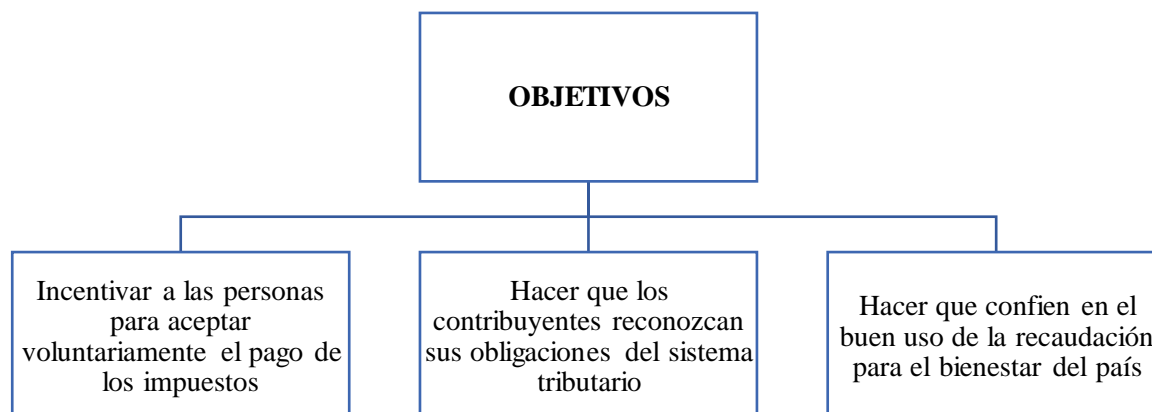 OBJETIVOS
Incentivar a las personas
para aceptar
voluntariamente el pago de
los impuestos
Hacer que los
contribuyentes reconozcan
sus obligaciones del sistema
tributario
Hacer que confien en el
buen uso de la recaudación
para el bienestar del país